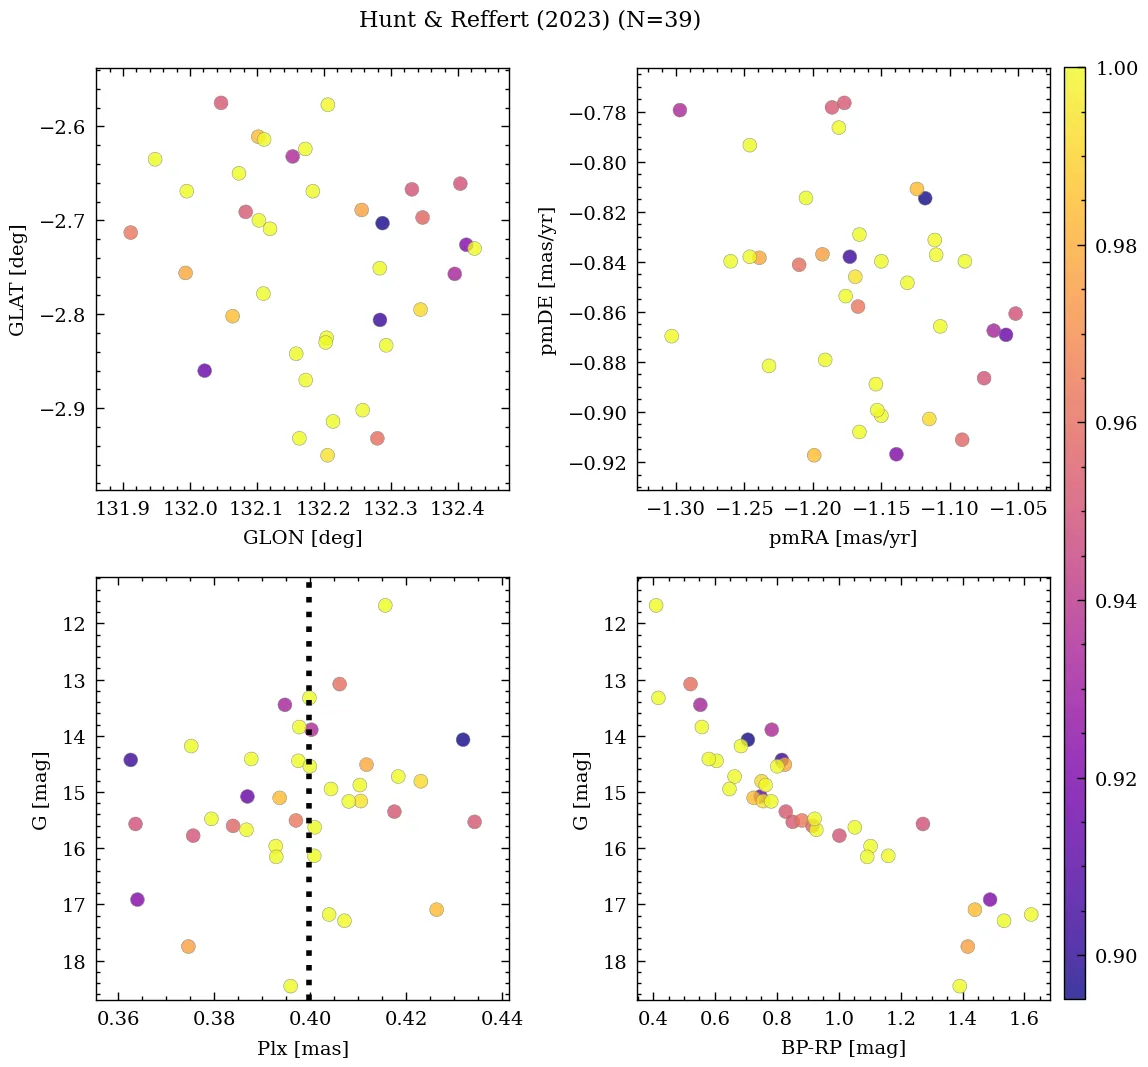 Hunt & Reffert (2023) (N=39)
−2.6
−2.7
−2.8
−2.9
GLAT [deg]
131.9 132.0 132.1 132.2 132.3 132.4
GLON [deg]
−0.78
−0.80
−0.82
−0.84
−0.86
−0.88
−0.90
−0.92
pmDE [mas/yr]
−1.30 −1.25 −1.20 −1.15 −1.10 −1.05
pmRA [mas/yr]
12
13
14
15
16
17
18
G [mag]
0.36 0.38 0.40 0.42 0.44
Plx [mas]
12
13
14
15
16
17
18
G [mag]
0.4 0.6 0.8 1.0 1.2 1.4 1.6
BP-RP [mag]
1.00
0.98
0.96
0.94
0.92
0.90